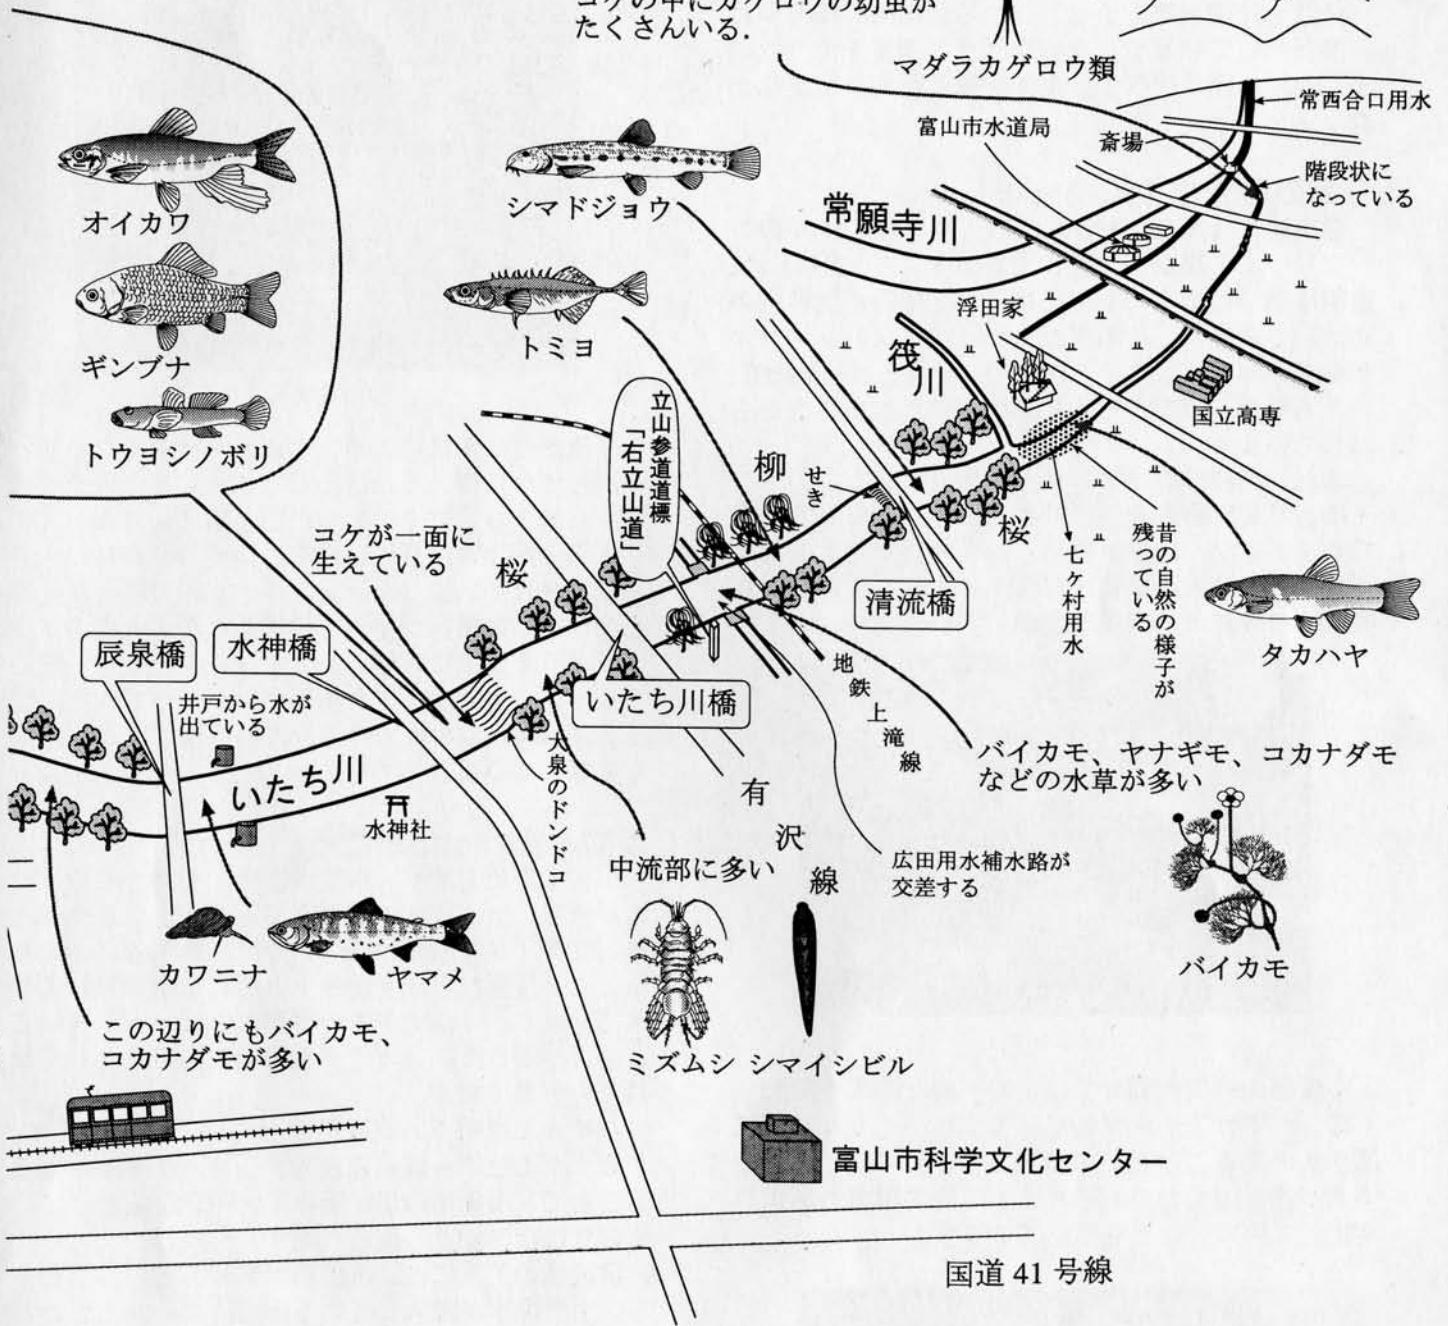 コケの中にカゲロウの幼虫が
たくさんいる.
マダラカゲロウ類
常西合口用水
富山市水道局
斎場
階段状に
なっている
オイカワ
シマドジョウ
常願寺川
ギンブナ
トミヨ
浮田家
筏川
国立高専
トウヨシノボリ
立山参道道標
「右立山道」
柳
せき
桜
コケが一面に
生えている
桜
清流橋
七ヶ村用水
昔の自然の様子が
残っている
タカハヤ
辰泉橋
水神橋
井戸から水が
出ている
いたち川橋
地鉄上滝線
いたち川
水神社
大泉のドンドコ
有沢線
バイカモ、ヤナギモ、コカナダモ
などの水草が多い
中流部に多い
広田用水補水路が
交差する
カワニナ
ヤマメ
バイカモ
この辺りにもバイカモ、
コカナダモが多い
ミズムシ シマイシビル
富山市科学文化センター
国道 41 号線